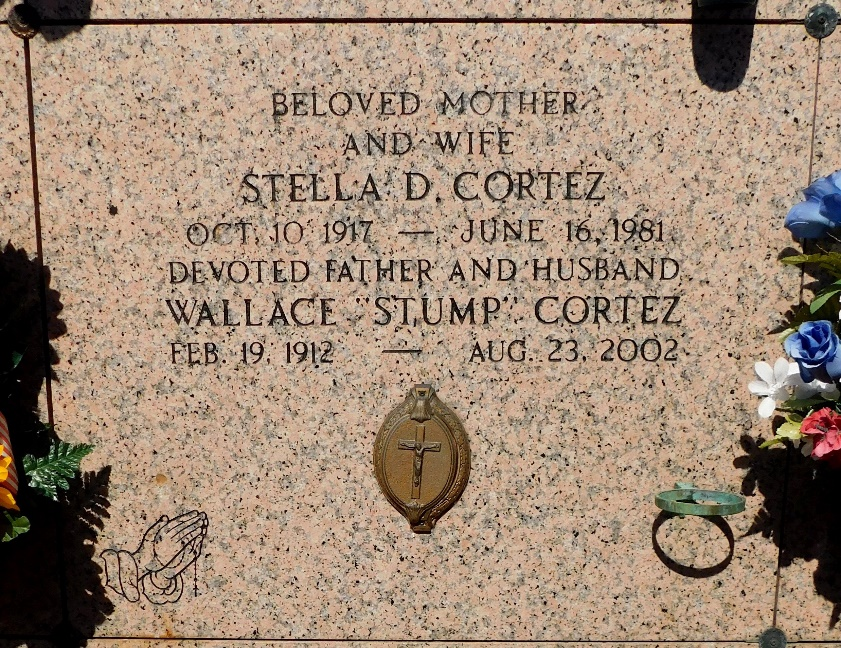 BELOVED MOTHER
AND WIFE
STELLA D. CORTEZ
OCT. 10 1917 — JUNE 16, 1981
DEVOTED FATHER AND HUSBAND
WALLACE "STUMP" CORTEZ
FEB. 19, 1912 — AUG. 23, 2002